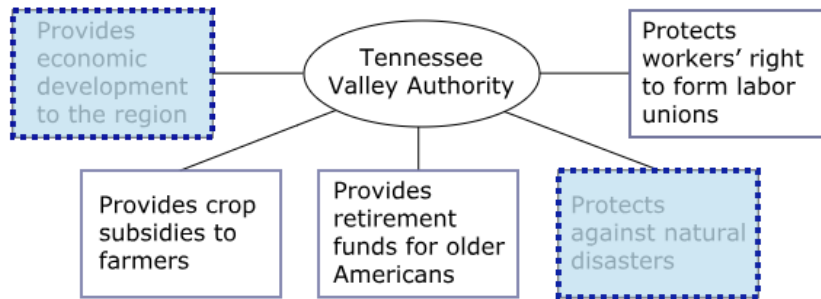 Provides
economic
development
to the region
Tennessee
Valley Authority
Protects
workers’ right
to form labor
unions
Provides crop
subsidies to
farmers
Provides
retirement
funds for older
Americans
Protects
against natural
disasters